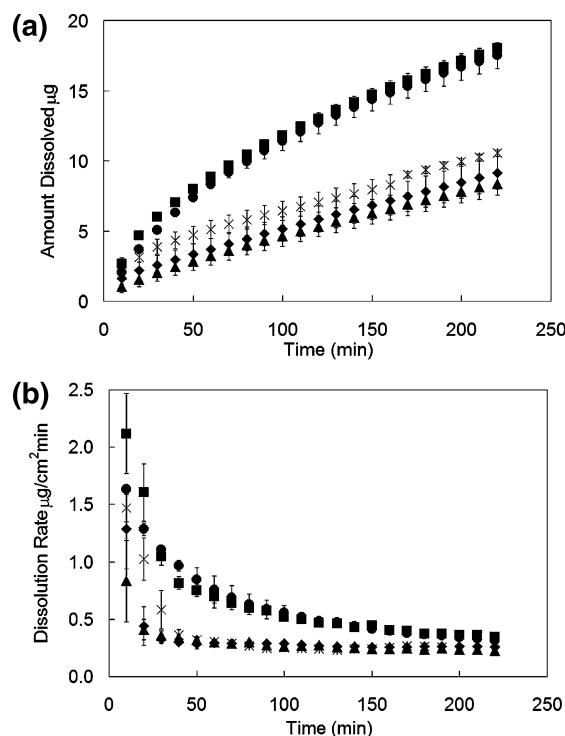 (a)
20
15
10
5
0
Amount Dissolved µg
0 50 100 150 200 250
Time (min)
(b)
2.5
2.0
1.5
1.0
0.5
0.0
Dissolution Rate µg/cm²min
0 50 100 150 200 250
Time (min)